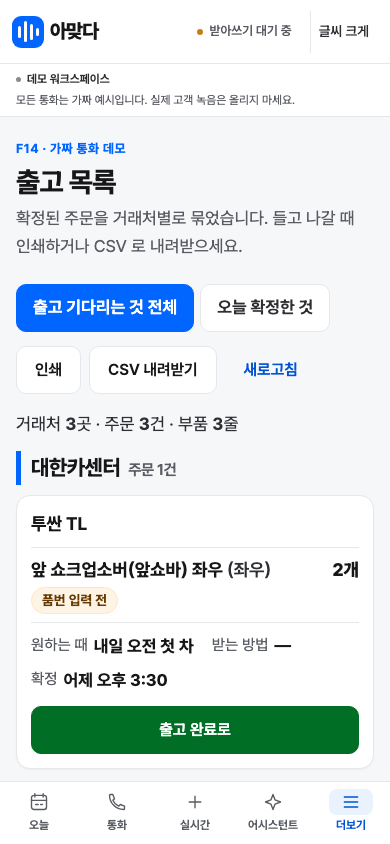 아맞다
받아쓰기 대기 중
글씨 크게
데모 워크스페이스
모든 통화는 가짜 예시입니다. 실제 고객 녹음은 올리지 마세요.
F14 · 가짜 통화 데모
출고 목록
확정된 주문을 거래처별로 묶었습니다. 들고 나갈 때
인쇄하거나 CSV 로 내려받으세요.
출고 기다리는 것 전체
오늘 확정한 것
인쇄
CSV 내려받기
새로고침
거래처 3곳 · 주문 3건 · 부품 3줄
대한카센터 주문 1건
투싼 TL
앞 쇼크업소버(앞쇼바) 좌우 (좌우) 2개
품번 입력 전
원하는 때 내일 오전 첫 차 받는 방법 —
확정 어제 오후 3:30
출고 완료로
오늘
통화
실시간
어시스턴트
더보기